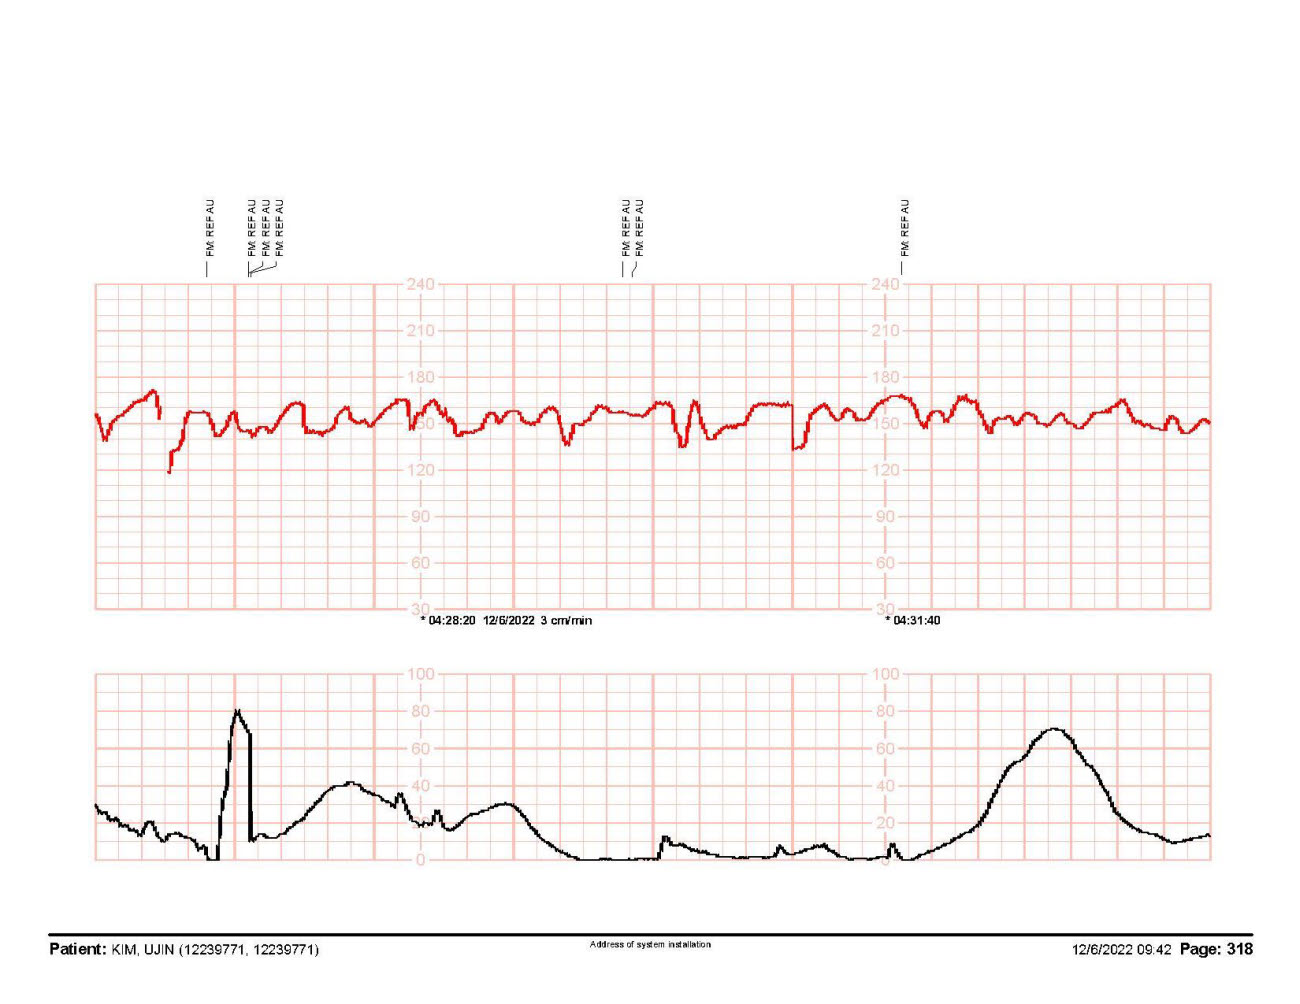 FM: REF AU
FM: REF AU
FM: REF AU
FM: REF AU
FM: REF AU
FM: REF AU
FM: REF AU
240 240
210 210
180 180
150 150
120 120
90 90
60 60
30 30
* 04:28:20 12/6/2022 3 cm/min * 04:31:40
100 100
80 80
60 60
40 40
20 20
0 0
Patient: KIM, UJIN (12239771, 12239771) Address of system installation 12/6/2022 09:42 Page: 318